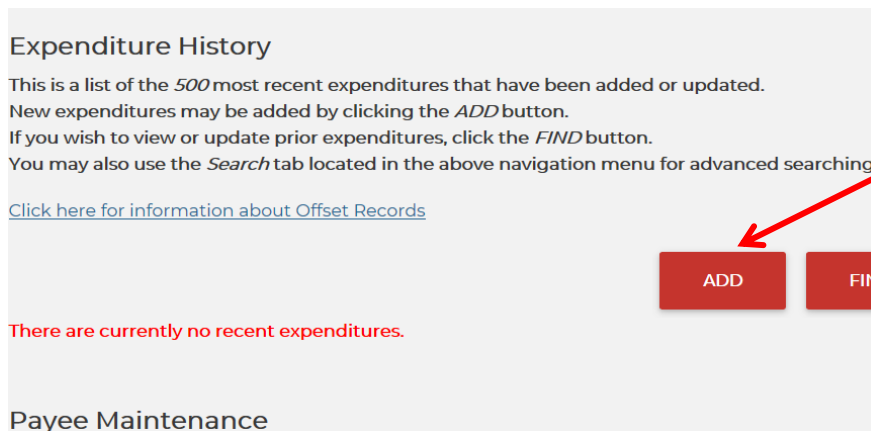 Expenditure History
This is a list of the 500 most recent expenditures that have been added or updated.
New expenditures may be added by clicking the ADD button.
If you wish to view or update prior expenditures, click the FIND button.
You may also use the Search tab located in the above navigation menu for advanced searching
Click here for information about Offset Records
ADD
There are currently no recent expenditures.
Payee Maintenance